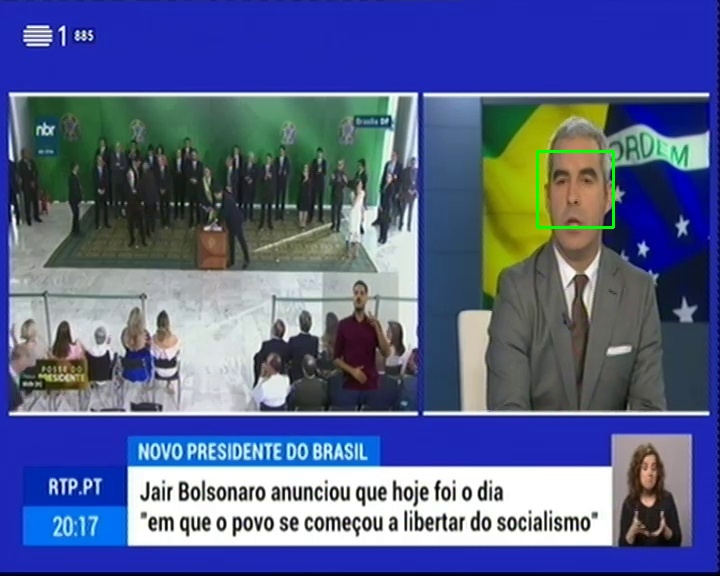 1 885
nbr
Brasília DF
ORDEM
POSSE DO
PRESIDENTE
NOVO PRESIDENTE DO BRASIL
RTP.PT
Jair Bolsonaro anunciou que hoje foi o dia
20:17
"em que o povo se começou a libertar do socialismo"